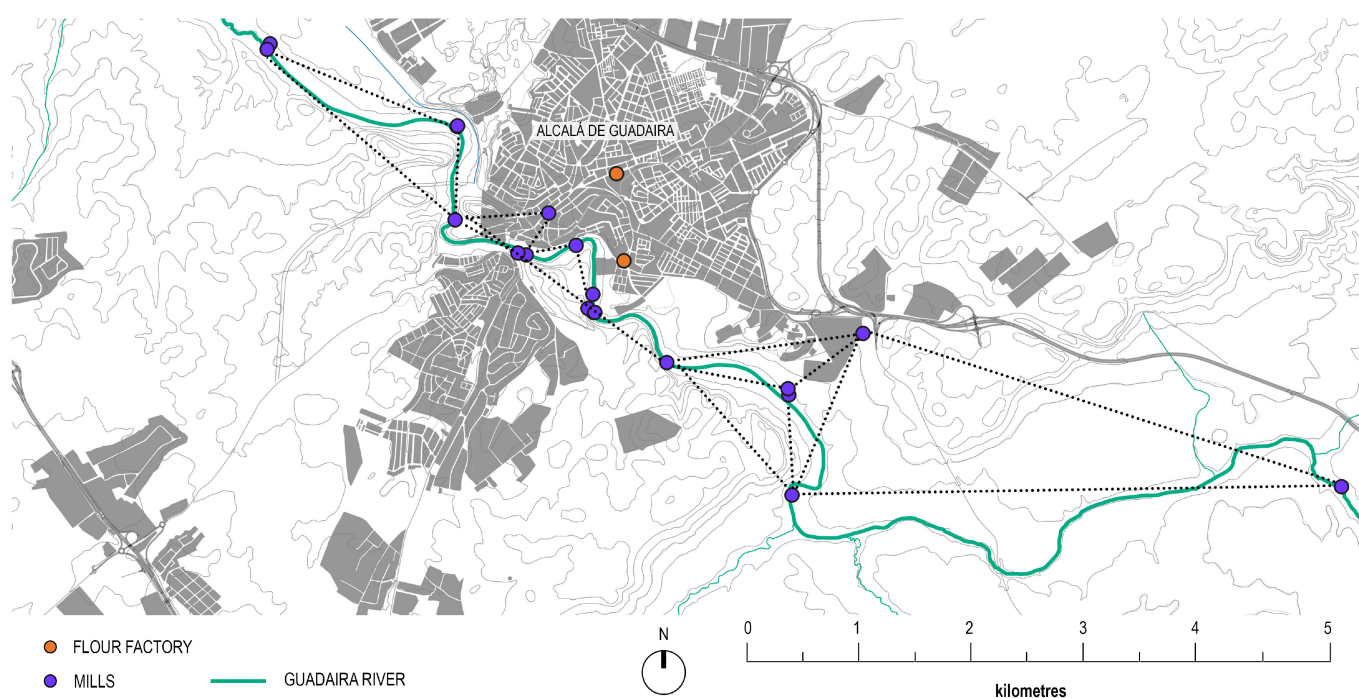 ALCALÁ DE GUADAIRA
FLOUR FACTORY
MILLS
GUADAIRA RIVER
N
0 1 2 3 4 5
kilometres